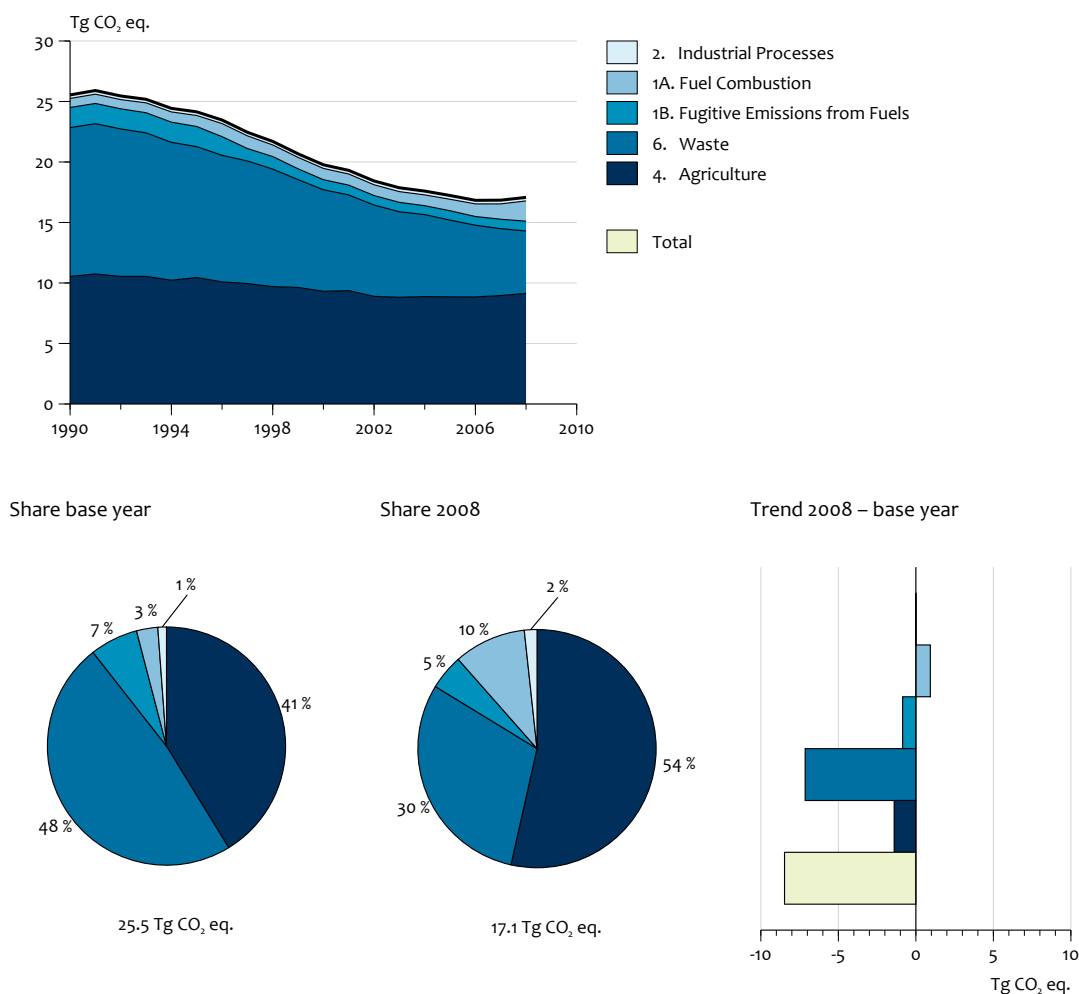 Tg CO₂ eq.
30
25
20
15
10
5
0
1990 1994 1998 2002 2006 2010
2. Industrial Processes
1A. Fuel Combustion
1B. Fugitive Emissions from Fuels
6. Waste
4. Agriculture
Total
Share base year
1 %
3 %
7 %
41 %
48 %
25.5 Tg CO₂ eq.
Share 2008
2 %
10 %
5 %
54 %
30 %
17.1 Tg CO₂ eq.
Trend 2008 – base year
-10 -5 0 5 10
Tg CO₂ eq.